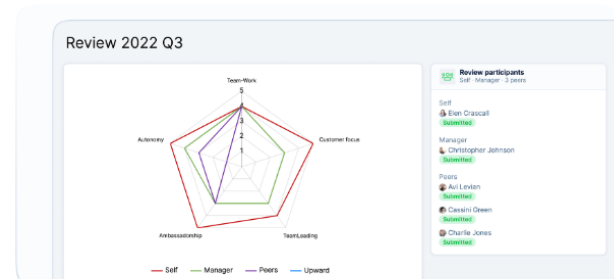 Review 2022 Q3
Team-Work
5
4
3
2
1
Autonomy
Customer focus
Ambassadorship
TeamLeading
Self
Manager
Peers
Upward
Review participants
Self · Manager · 3 peers
Self
Elen Crascall
Submitted
Manager
Christopher Johnson
Submitted
Peers
Avi Levion
Submitted
Cassini Green
Submitted
Charlie Jones
Submitted